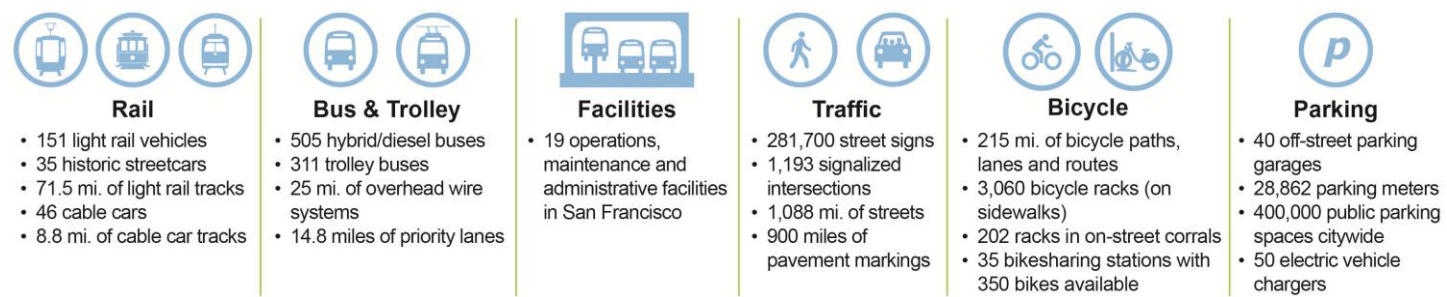 Rail
• 151 light rail vehicles
• 35 historic streetcars
• 71.5 mi. of light rail tracks
• 46 cable cars
• 8.8 mi. of cable car tracks
Bus & Trolley
• 505 hybrid/diesel buses
• 311 trolley buses
• 25 mi. of overhead wire
systems
• 14.8 miles of priority lanes
Facilities
• 19 operations,
maintenance and
administrative facilities
in San Francisco
Traffic
• 281,700 street signs
• 1,193 signalized
intersections
• 1,088 mi. of streets
• 900 miles of
pavement markings
Bicycle
• 215 mi. of bicycle paths,
lanes and routes
• 3,060 bicycle racks (on
sidewalks)
• 202 racks in on-street corrals
• 35 bikesharing stations with
350 bikes available
p
Parking
• 40 off-street parking
garages
• 28,862 parking meters
• 400,000 public parking
spaces citywide
• 50 electric vehicle
chargers